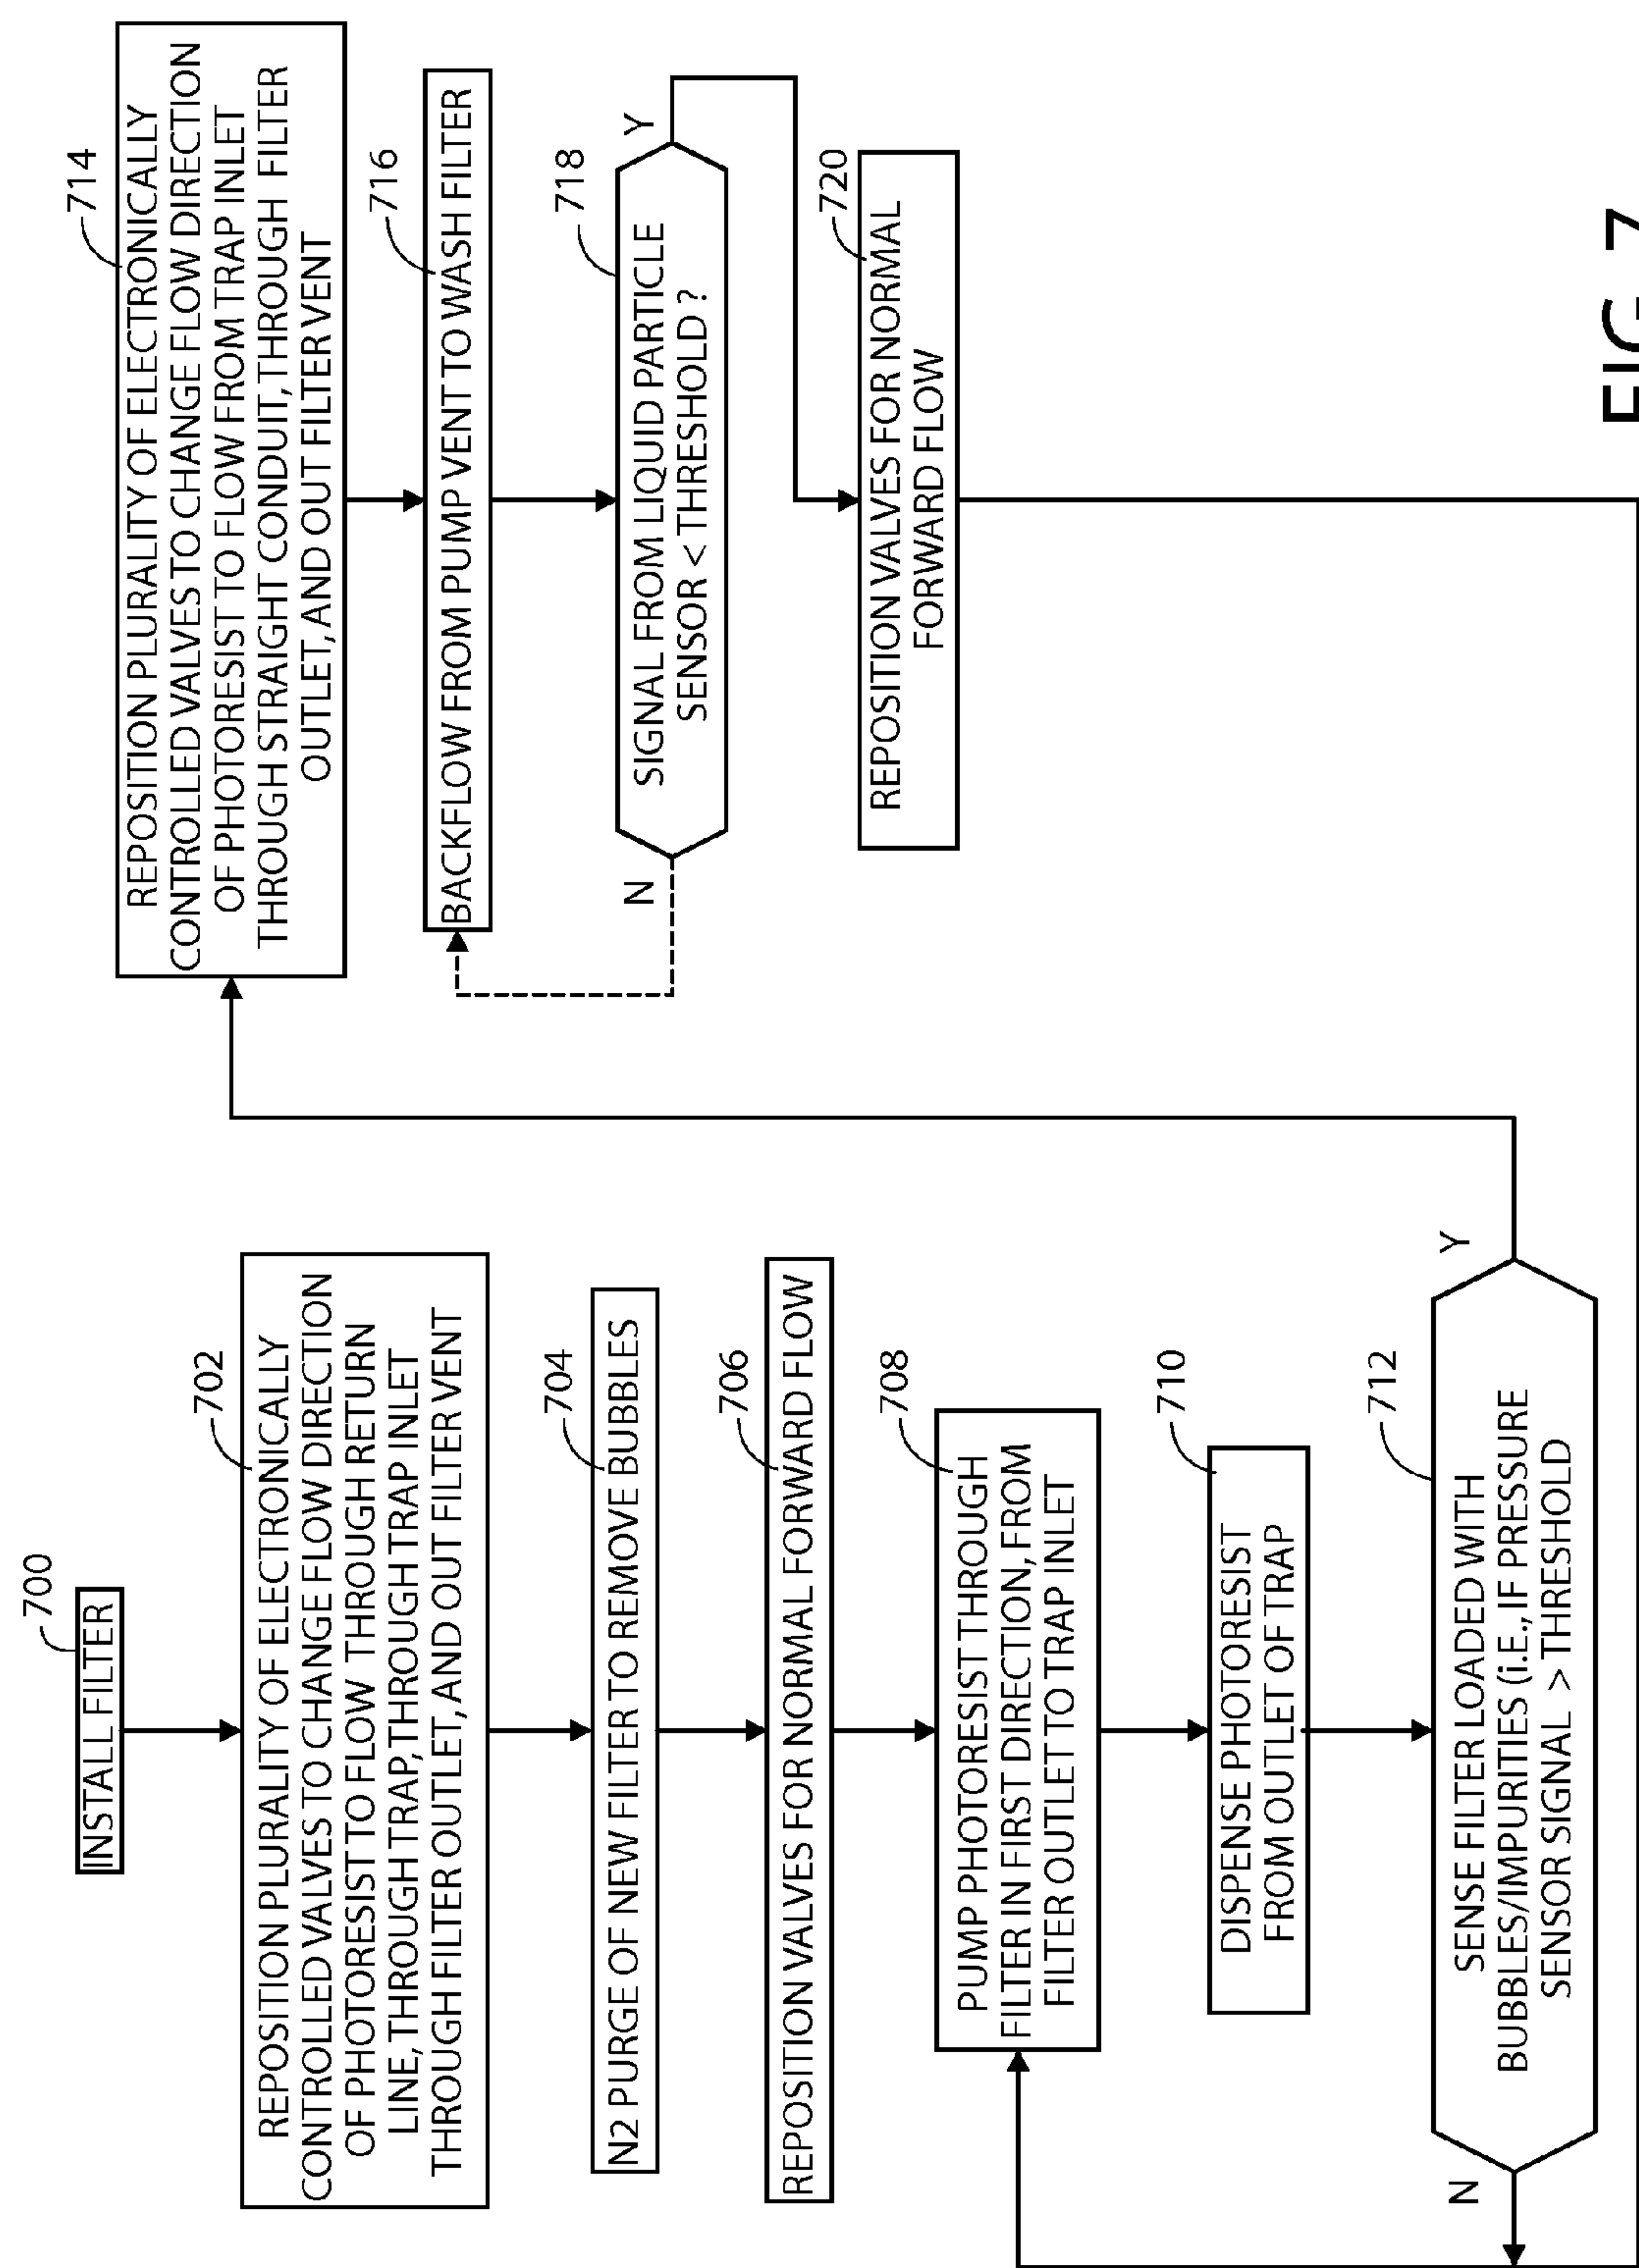 700
INSTALL FILTER
702
REPOSITION PLURALITY OF ELECTRONICALLY
CONTROLLED VALVES TO CHANGE FLOW DIRECTION
OF PHOTORESIST TO FLOW THROUGH RETURN
LINE, THROUGH TRAP, THROUGH TRAP INLET
THROUGH FILTER OUTLET, AND OUT FILTER VENT
704
N2 PURGE OF NEW FILTER TO REMOVE BUBBLES
706
REPOSITION VALVES FOR NORMAL FORWARD FLOW
708
PUMP PHOTORESIST THROUGH
FILTER IN FIRST DIRECTION, FROM
FILTER OUTLET TO TRAP INLET
710
DISPENSE PHOTORESIST
FROM OUTLET OF TRAP
712
SENSE FILTER LOADED WITH
BUBBLES/IMPURITIES (i.E., IF PRESSURE
SENSOR SIGNAL > THRESHOLD
N
Y
714
REPOSITION PLURALITY OF ELECTRONICALLY
CONTROLLED VALVES TO CHANGE FLOW DIRECTION
OF PHOTORESIST TO FLOW FROM TRAP INLET
THROUGH STRAIGHT CONDUIT, THROUGH FILTER
OUTLET, AND OUT FILTER VENT
716
BACKFLOW FROM PUMP VENT TO WASH FILTER
718
SIGNAL FROM LIQUID PARTICLE
SENSOR < THRESHOLD ?
N
Y
720
REPOSITION VALVES FOR NORMAL
FORWARD FLOW
FIG. 7